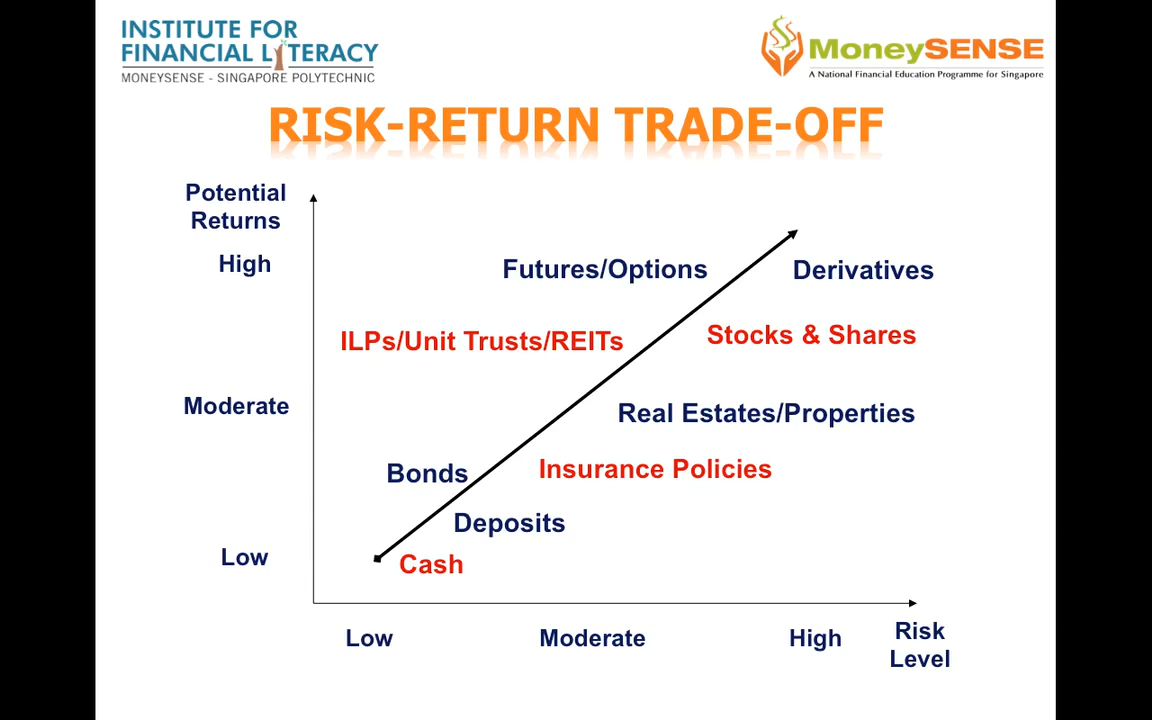 INSTITUTE FOR
FINANCIAL LITERACY
MONEYSENSE - SINGAPORE POLYTECHNIC
MoneySENSE
A National Financial Education Programme for Singapore
RISK-RETURN TRADE-OFF
Potential
Returns
High
Futures/Options
Derivatives
ILPs/Unit Trusts/REITs
Stocks & Shares
Moderate
Real Estates/Properties
Bonds
Insurance Policies
Deposits
Low
Cash
Low
Moderate
High
Risk
Level